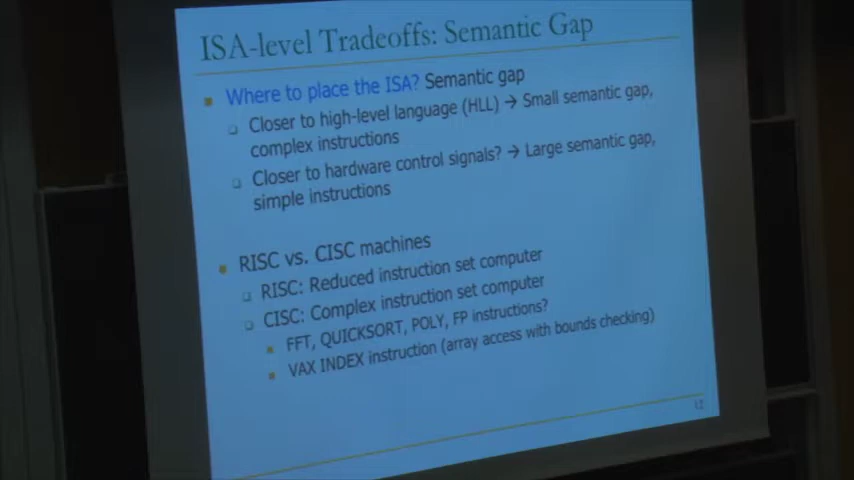 ISA-level Tradeoffs: Semantic Gap
Where to place the ISA? Semantic gap
Closer to high-level language (HLL) → Small semantic gap,
complex instructions
Closer to hardware control signals? → Large semantic gap,
simple instructions
RISC vs. CISC machines
RISC: Reduced instruction set computer
CISC: Complex instruction set computer
FFT, QUICKSORT, POLY, FP instructions?
VAX INDEX instruction (array access with bounds checking)
12